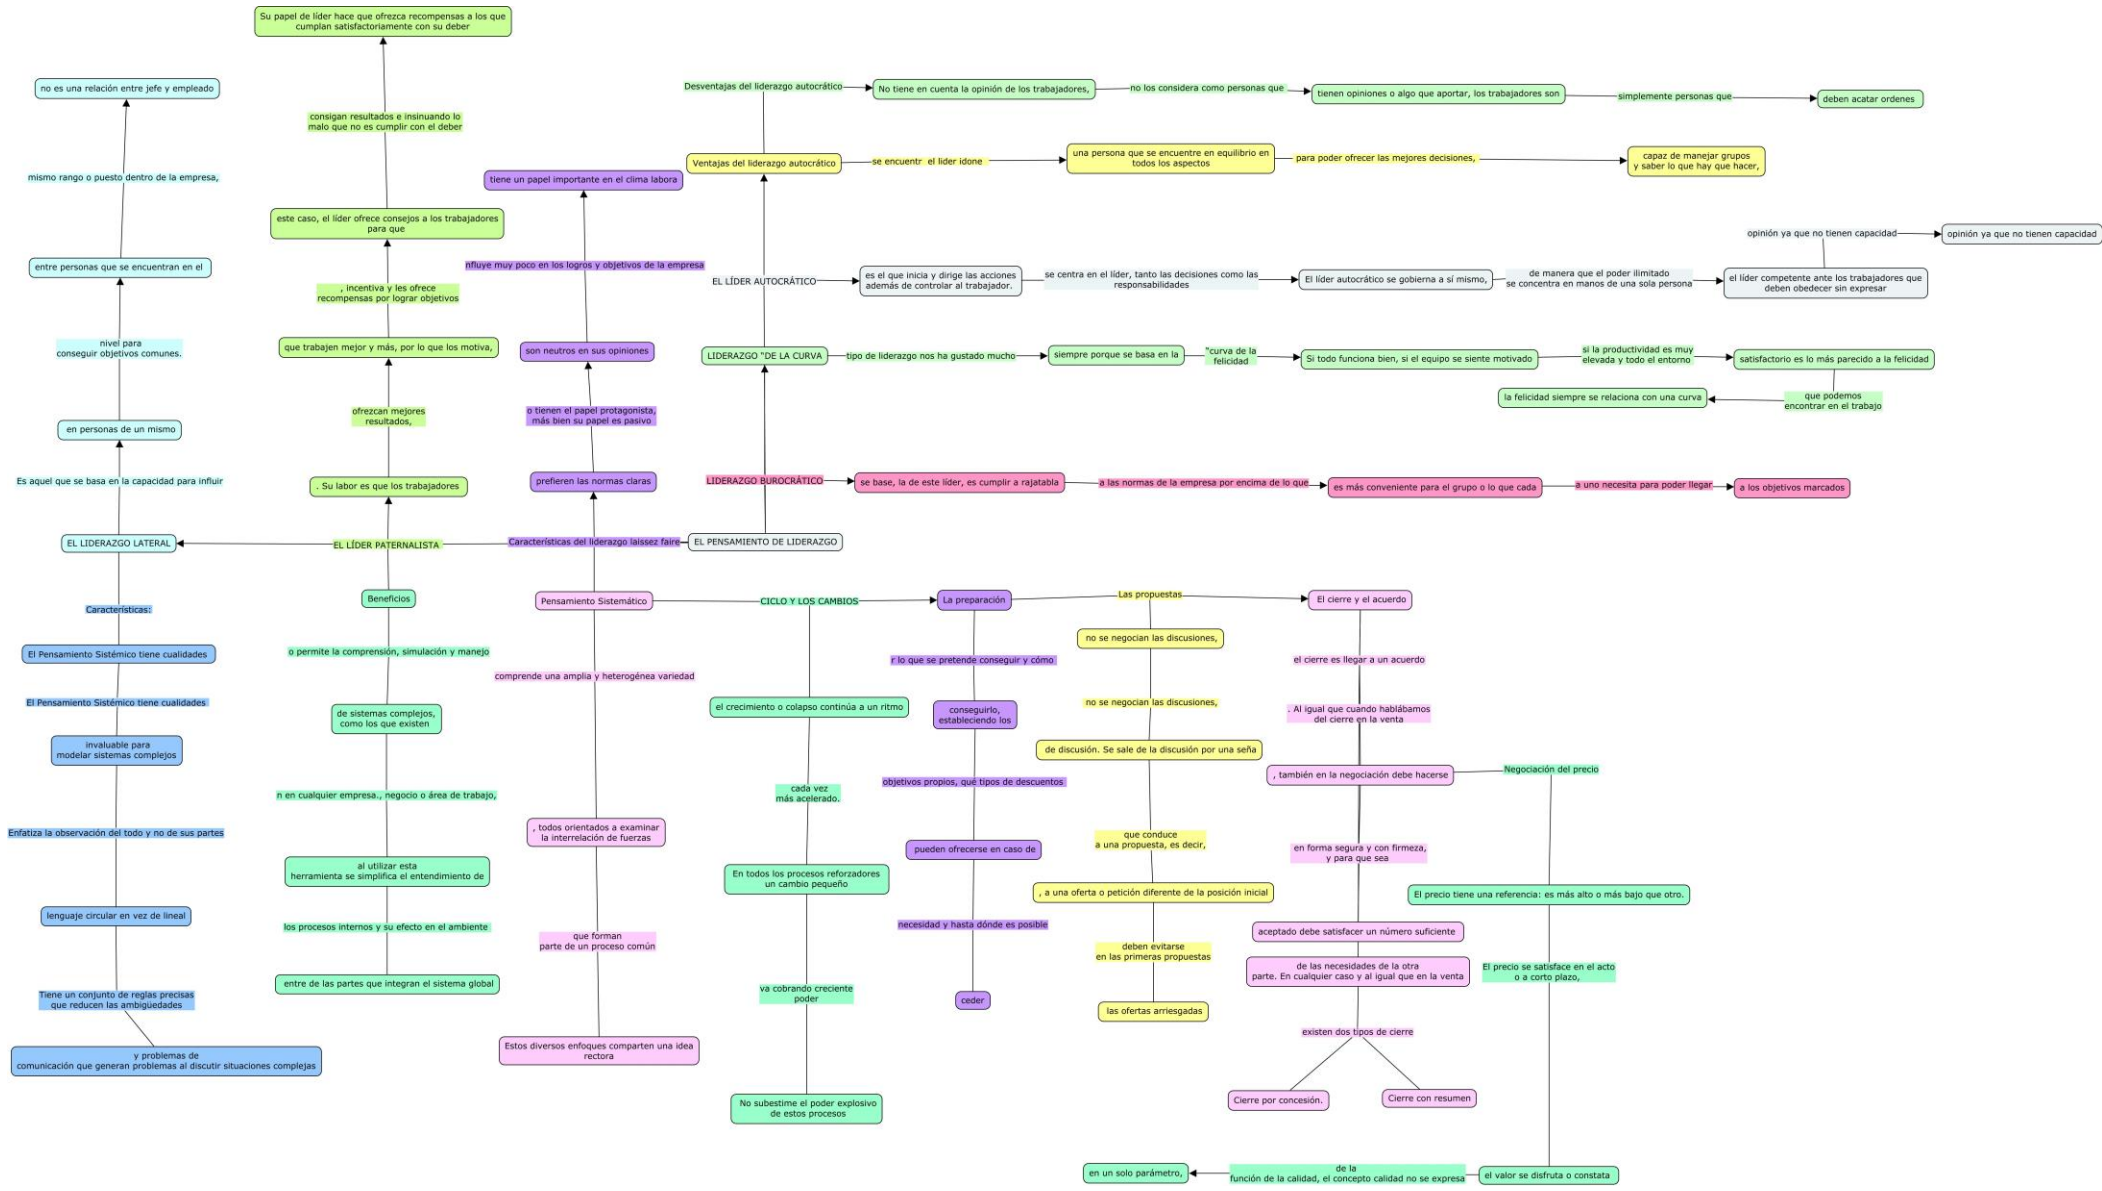 Su papel de líder hace que ofrezca recompensas a los que
cumplan satisfactoriamente con su deber
consigan resultados e insinuando lo
malo que no es cumplir con el deber
este caso, el líder ofrece consejos a los trabajadores
para que
, incentiva y les ofrece
recompensas por lograr objetivos
que trabajen mejor y más, por lo que los motiva,
ofrezcan mejores
resultados,
. Su labor es que los trabajadores
EL LÍDER PATERNALISTA
no es una relación entre jefe y empleado
mismo rango o puesto dentro de la empresa,
entre personas que se encuentran en el
nivel para
conseguir objetivos comunes.
en personas de un mismo
Es aquel que se basa en la capacidad para influir
EL LIDERAZGO LATERAL
tiene un papel importante en el clima labora
nfluye muy poco en los logros y objetivos de la empresa
son neutros en sus opiniones
o tienen el papel protagonista,
más bien su papel es pasivo
prefieren las normas claras
Características del liderazgo laissez faire
EL PENSAMIENTO DE LIDERAZGO
Desventajas del liderazgo autocrático
No tiene en cuenta la opinión de los trabajadores,
no los considera como personas que
tienen opiniones o algo que aportar, los trabajadores son
simplemente personas que
deben acatar ordenes
Ventajas del liderazgo autocrático
se encuentr el lider idone
una persona que se encuentre en equilibrio en
todos los aspectos
para poder ofrecer las mejores decisiones,
capaz de manejar grupos
y saber lo que hay que hacer,
EL LÍDER AUTOCRÁTICO
es el que inicia y dirige las acciones
además de controlar al trabajador.
se centra en el líder, tanto las decisiones como las
responsabilidades
El líder autocrático se gobierna a sí mismo,
de manera que el poder ilimitado
se concentra en manos de una sola persona
el líder competente ante los trabajadores que
deben obedecer sin expresar
opinión ya que no tienen capacidad
opinión ya que no tienen capacidad
LIDERAZGO "DE LA CURVA
tipo de liderazgo nos ha gustado mucho
siempre porque se basa en la
"curva de la
felicidad
Si todo funciona bien, si el equipo se siente motivado
si la productividad es muy
elevada y todo el entorno
satisfactorio es lo más parecido a la felicidad
que podemos
encontrar en el trabajo
la felicidad siempre se relaciona con una curva
LIDERAZGO BUROCRÁTICO
se base, la de este líder, es cumplir a rajatabla
a las normas de la empresa por encima de lo que
es más conveniente para el grupo o lo que cada
a uno necesita para poder llegar
a los objetivos marcados
Características:
El Pensamiento Sistémico tiene cualidades
El Pensamiento Sistémico tiene cualidades
invaluable para
modelar sistemas complejos
Enfatiza la observación del todo y no de sus partes
lenguaje circular en vez de lineal
Tiene un conjunto de reglas precisas
que reducen las ambigüedades
y problemas de
comunicación que generan problemas al discutir situaciones complejas
Beneficios
o permite la comprensión, simulación y manejo
de sistemas complejos,
como los que existen
n en cualquier empresa., negocio o área de trabajo,
al utilizar esta
herramienta se simplifica el entendimiento de
los procesos internos y su efecto en el ambiente
entre de las partes que integran el sistema global
Pensamiento Sistemático
comprende una amplia y heterogénea variedad
, todos orientados a examinar
la interrelación de fuerzas
que forman
parte de un proceso común
Estos diversos enfoques comparten una idea
rectora
CICLO Y LOS CAMBIOS
el crecimiento o colapso continúa a un ritmo
cada vez
más acelerado.
En todos los procesos reforzadores
un cambio pequeño
va cobrando creciente
poder
No subestime el poder explosivo
de estos procesos
La preparación
r lo que se pretende conseguir y cómo
conseguirlo,
estableciendo los
objetivos propios, qué tipos de descuentos
pueden ofrecerse en caso de
necesidad y hasta dónde es posible
ceder
Las propuestas
no se negocian las discusiones,
no se negocian las discusiones,
de discusión. Se sale de la discusión por una seña
que conduce
a una propuesta, es decir,
, a una oferta o petición diferente de la posición inicial
deben evitarse
en las primeras propuestas
las ofertas arriesgadas
El cierre y el acuerdo
el cierre es llegar a un acuerdo
. Al igual que cuando hablábamos
del cierre en la venta
, también en la negociación debe hacerse
en forma segura y con firmeza,
y para que sea
aceptado debe satisfacer un número suficiente
de las necesidades de la otra
parte. En cualquier caso y al igual que en la venta
existen dos tipos de cierre
Cierre por concesión.
Cierre con resumen
Negociación del precio
El precio tiene una referencia: es más alto o más bajo que otro.
El precio se satisface en el acto
o a corto plazo,
el valor se disfruta o constata
de la
función de la calidad, el concepto calidad no se expresa
en un solo parámetro,